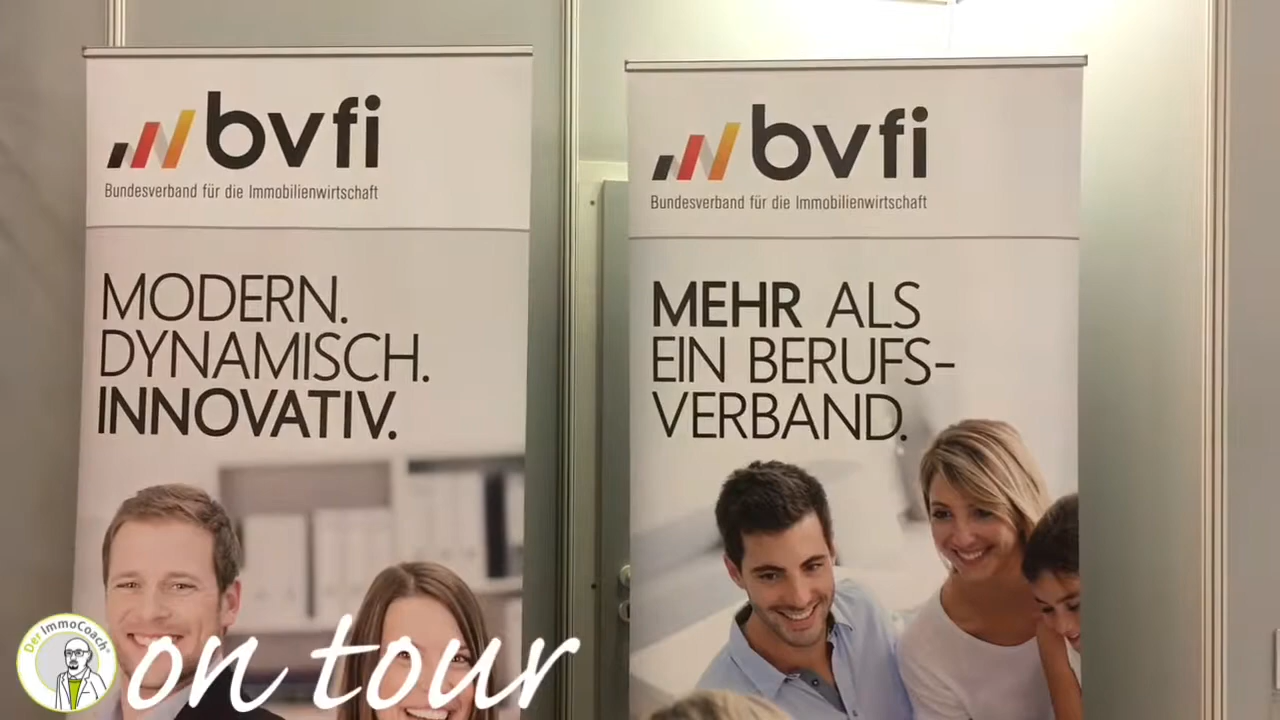 bvfi
Bundesverband für die Immobilienwirtschaft
MODERN.
DYNAMISCH.
INNOVATIV.
bvfi
Bundesverband für die Immobilienwirtschaft
MEHR ALS
EIN BERUFS-
VERBAND.
Der ImmoCoach®
on tour